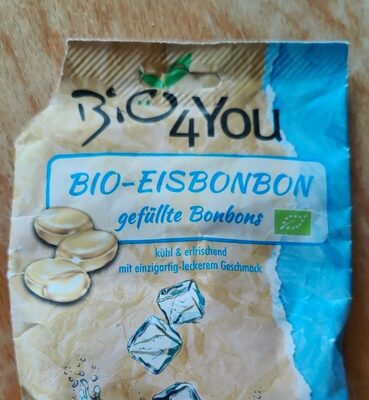 BiO4You
BIO-EISBONBON
gefüllte Bonbons
kühl & erfrischend
mit einzigartig-leckerem Geschmack